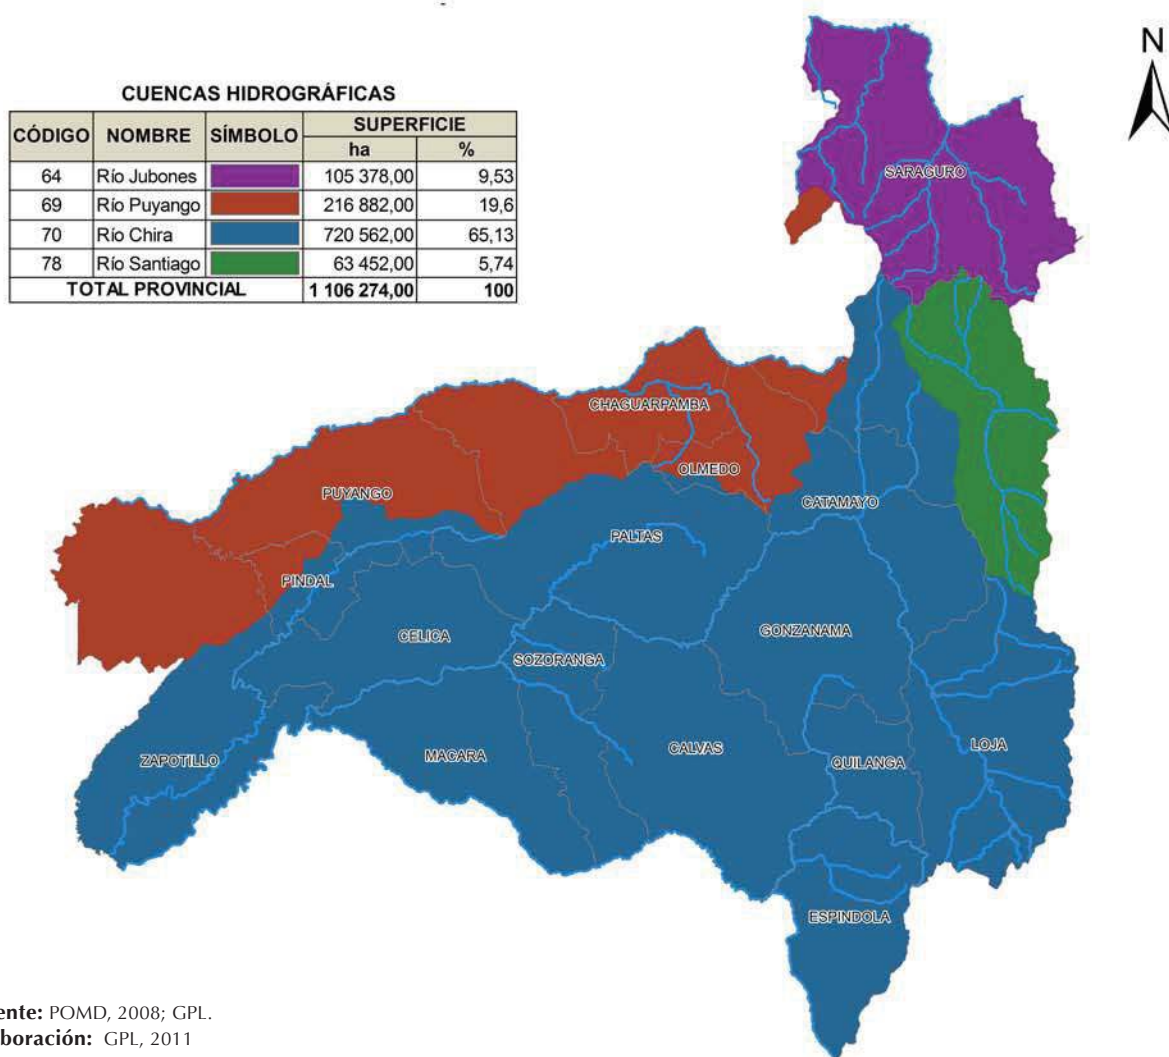 N
CUENCAS HIDROGRÁFICAS
CÓDIGO NOMBRE SÍMBOLO SUPERFICIE
ha %
64 Río Jubones 105 378,00 9,53
69 Río Puyango 216 882,00 19,6
70 Río Chira 720 562,00 65,13
78 Río Santiago 63 452,00 5,74
TOTAL PROVINCIAL 1 106 274,00 100
SARAGURO
CHAGUARPAMBA
OLMEDO
PUYANGO
CATAMAYO
PALTAS
PINDAL
CELICA
GONZANAMA
SOZORANGA
ZAPOTILLO
MACARA
CALVAS
LOJA
QUILANGA
ESPINDOLA
ente: POMD, 2008; GPL.
boración: GPL, 2011